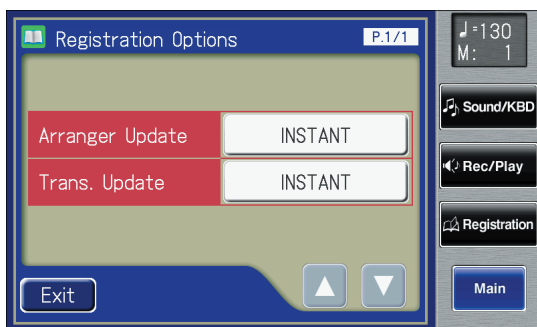 Registration Options
P.1/1
♩=130
M: 1
Arranger Update INSTANT
Trans. Update INSTANT
Exit
Sound/KBD
Rec/Play
Registration
Main